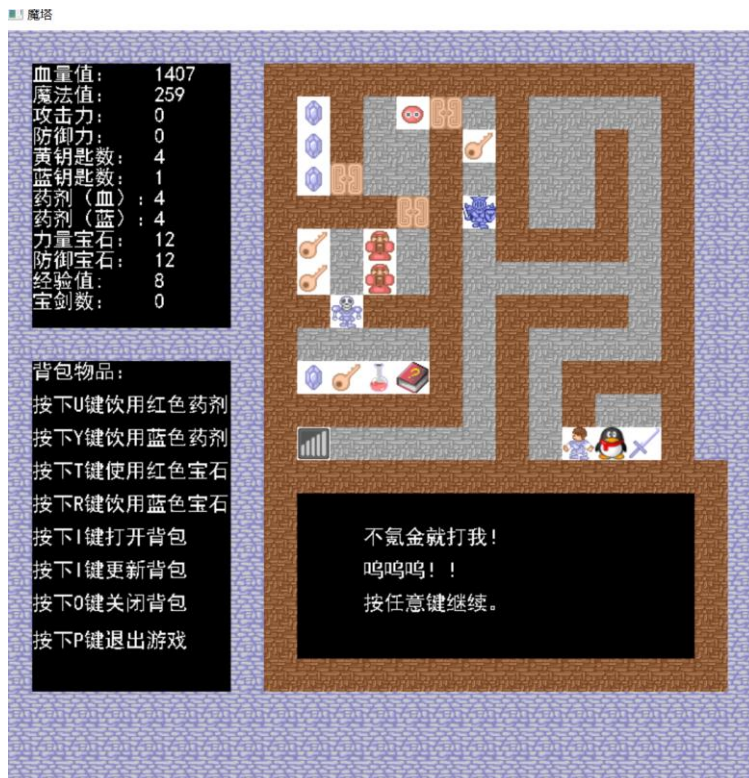 魔塔
血量值： 1407
魔法值： 259
攻击力： 0
防御力： 0
黄钥匙数： 4
蓝钥匙数： 1
药剂（血）：4
药剂（蓝）：4
力量宝石： 12
防御宝石： 12
经验值： 8
宝剑数： 0
背包物品：
按下U键饮用红色药剂
按下Y键饮用蓝色药剂
按下T键使用红色宝石
按下R键饮用蓝色宝石
按下I键打开背包
按下I键更新背包
按下O键关闭背包
按下P键退出游戏
不氪金就打我！
呜呜呜！！
按任意键继续。